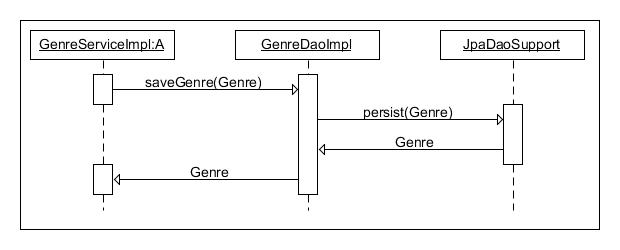 GenreServiceImpl:A
GenreDaoImpl
JpaDaoSupport
saveGenre(Genre)
persist(Genre)
Genre
Genre